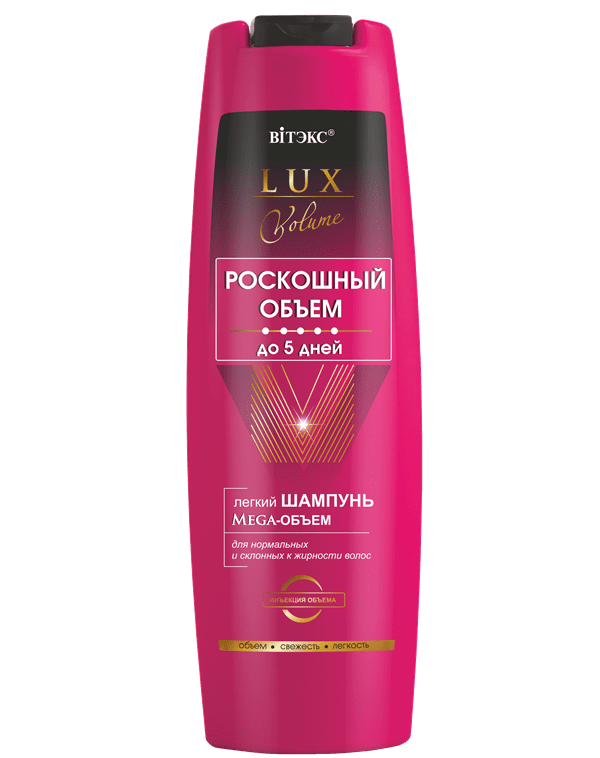 ВІТЭКС®
LUX
Volume
РОСКОШНЫЙ
ОБЪЕМ
до 5 дней
легкий ШАМПУНЬ
MEGA-ОБЪЕМ
для нормальных
и склонных к жирности волос
ИНЪЕКЦИЯ ОБЪЕМА
объем • свежесть • легкость